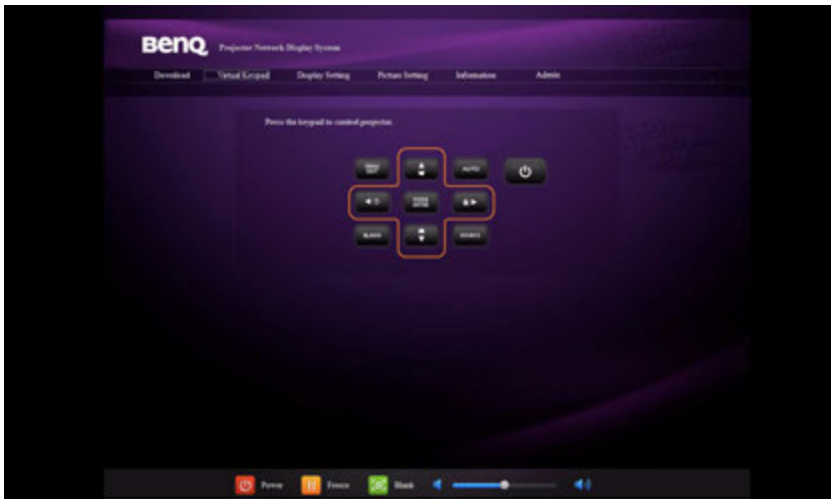 BenQ Projector Network Display System
Download Virtual Keypad Display Setting Picture Setting Information Admin
Press the keypad to control projector.
AUTO
BLANK SOURCE
Power Freeze Blank